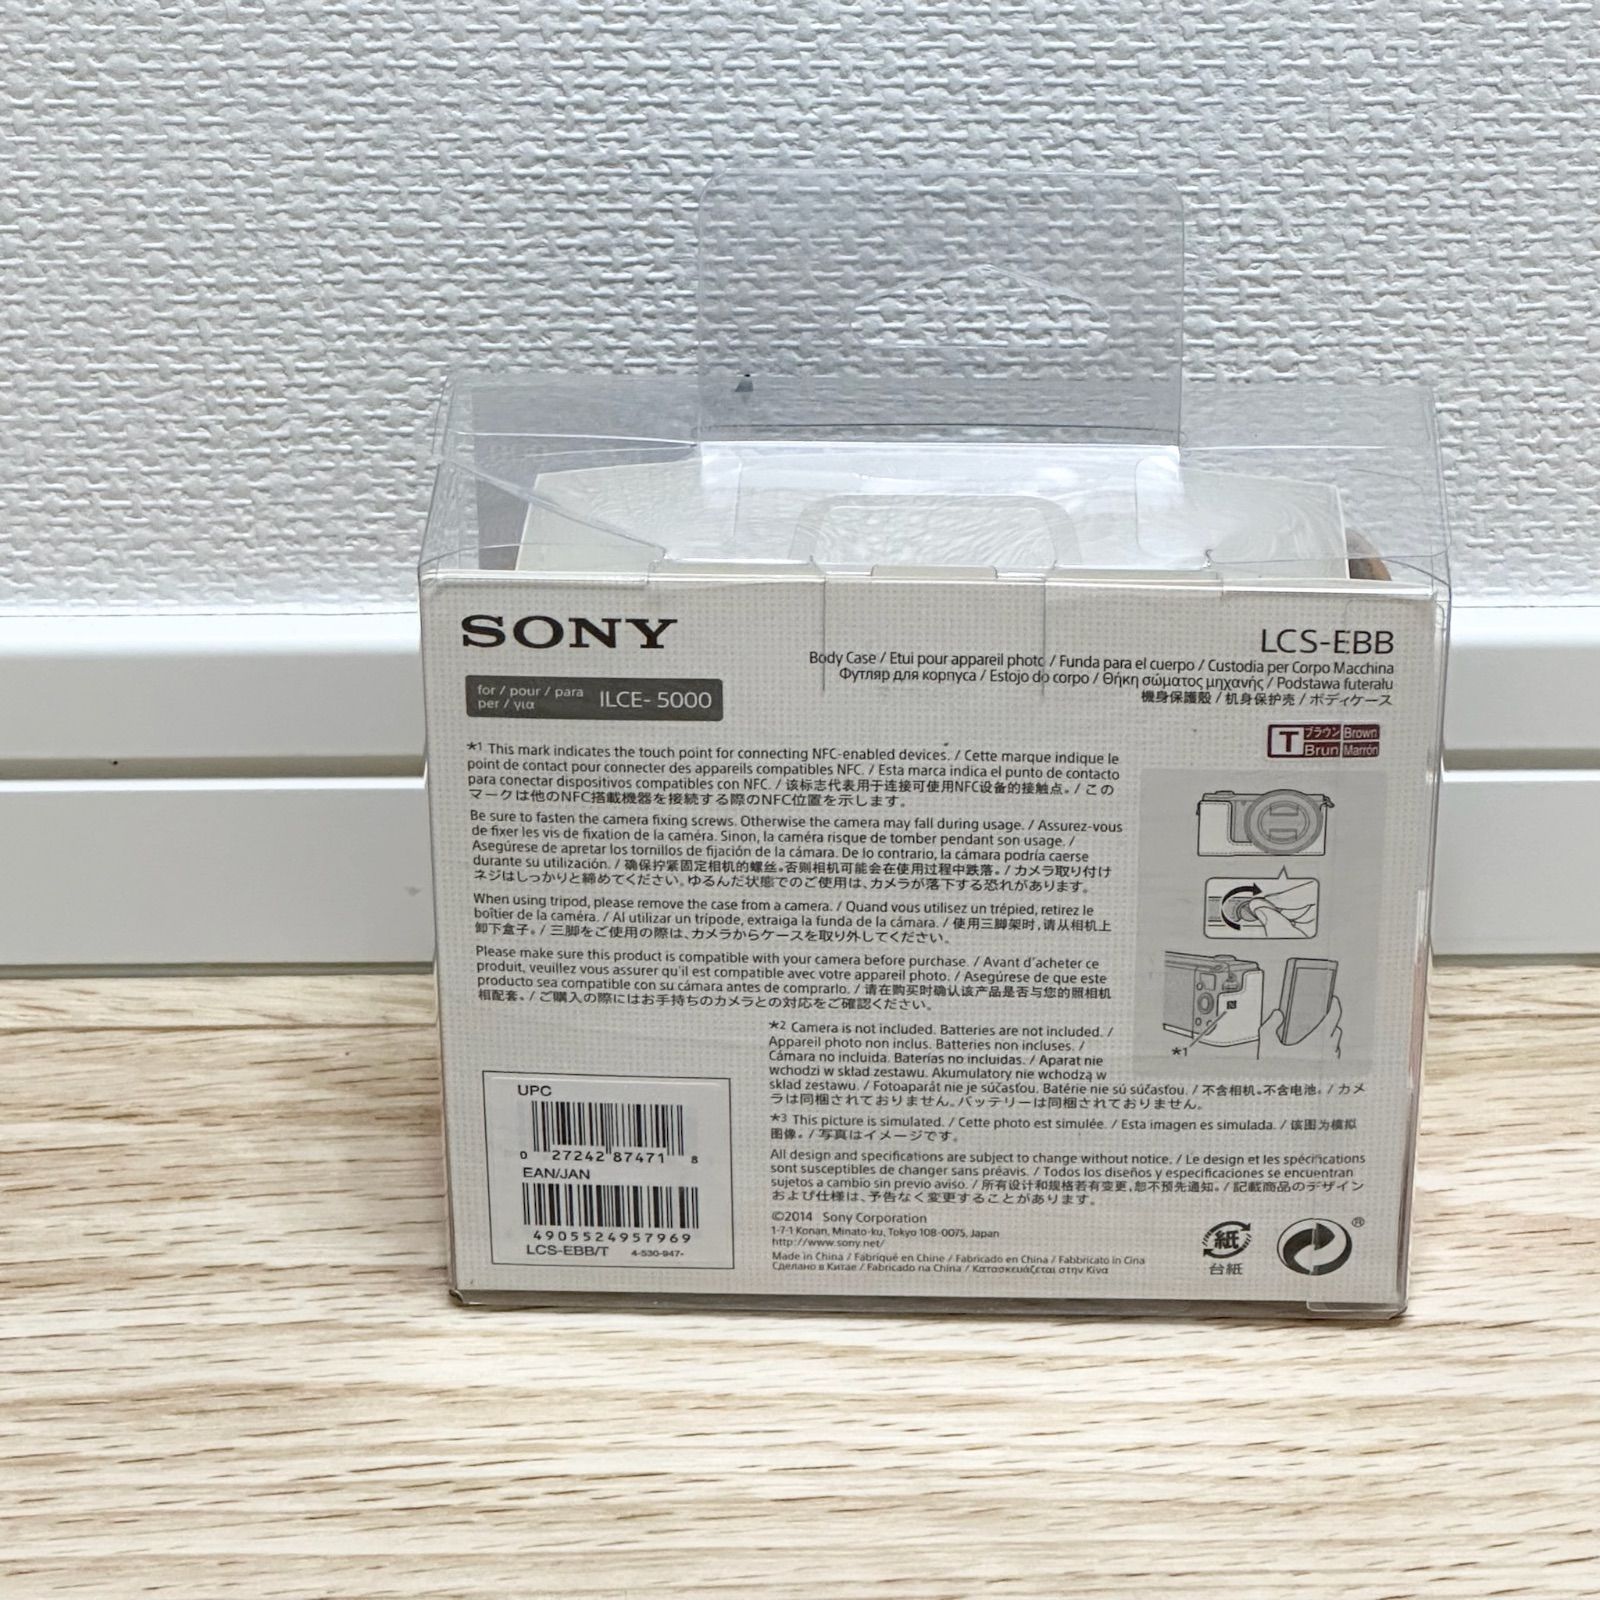 SONY
LCS-EBB
Body Case / Etui pour appareil photo / Funda para el cuerpo / Custodia per Corpo Macchina
Футляр для корпуса / Estojo do corpo / Θήκη σώματος μηχανής / Podstawa futerału
機身保護殼 / 机身保护壳 / ボディケース
for / pour / para
per / για
ILCE- 5000
T ブラウン Brown
Brun Marrón
*1 This mark indicates the touch point for connecting NFC-enabled devices. / Cette marque indique le
point de contact pour connecter des appareils compatibles NFC. / Esta marca indica el punto de contacto
para conectar dispositivos compatibles con NFC. / 该标志代表用于连接可使用NFC设备的接触点。/ この
マークは他のNFC搭載機器を接続する際のNFC位置を示します。
Be sure to fasten the camera fixing screws. Otherwise the camera may fall during usage. / Assurez-vous
de fixer les vis de fixation de la caméra. Sinon, la caméra risque de tomber pendant son usage. /
Asegúrese de apretar los tornillos de fijación de la cámara. De lo contrario, la cámara podría caerse
durante su utilización. / 确保拧紧固定相机的螺丝。否则相机可能会在使用过程中跌落。/ カメラ取り付け
ネジはしっかりと締めてください。ゆるんだ状態でのご使用は、カメラが落下する恐れがあります。
When using tripod, please remove the case from a camera. / Quand vous utilisez un trépied, retirez le
boîtier de la caméra. / Al utilizar un trípode, extraiga la funda de la cámara. / 使用三脚架时,请从相机上
卸下盒子。/ 三脚をご使用の際は、カメラからケースを取り外してください。
Please make sure this product is compatible with your camera before purchase. / Avant d'acheter ce
produit, veuillez vous assurer qu'il est compatible avec votre appareil photo. / Asegúrese de que este
producto sea compatible con su cámara antes de comprarlo. / 请在购买时确认该产品是否与您的照相机
相配套。/ ご購入の際にはお手持ちのカメラとの対応をご確認ください。
*1
*2 Camera is not included. Batteries are not included. /
Appareil photo non inclus. Batteries non incluses. /
Cámara no incluida. Baterías no incluidas. / Aparat nie
wchodzi w skład zestawu. Akumulatory nie wchodzą w
skład zestawu. / Fotoaparát nie je súčasťou. Batérie nie sú súčasťou. / 不含相机。不含电池。/ カメ
ラは同梱されておりません。バッテリーは同梱されておりません。
*3 This picture is simulated. / Cette photo est simulée. / Esta imagen es simulada. / 该图为模拟
图像。/ 写真はイメージです。
All design and specifications are subject to change without notice. / Le design et les spécifications
sont susceptibles de changer sans préavis. / Todos los diseños y especificaciones se encuentran
sujetos a cambio sin previo aviso. / 所有设计和规格若有变更,恕不预先通知。/ 記載商品のデザイン
および仕様は、予告なく変更することがあります。
©2014 Sony Corporation
1-7-1 Konan, Minato-ku, Tokyo 108-0075, Japan
http://www.sony.net/
Made in China / Fabriqué en Chine / Fabricado en China / Fabbricato in Cina
Сделано в Китае / Fabricado na China / Κατασκευάζεται στην Κίνα
UPC
0 27242 87471 8
EAN/JAN
4905524957969
LCS-EBB/T 4-530-947-
紙
台紙
®